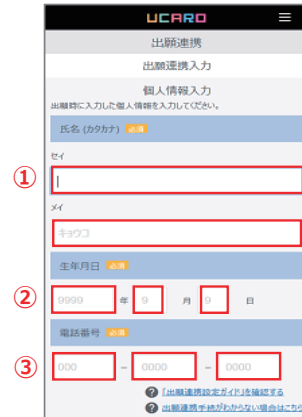 UCARO
出願連携
出願連携入力
個人情報入力
出願時に入力した個人情報を入力してください。
氏名 (カタカナ) 必須
セイ
①
メイ
キョウコ
生年月日 必須
② 9999 年 9 月 9 日
電話番号 必須
③ 000 - 0000 - 0000
? 「出願連携設定ガイド」を確認する
? 出願連携手続がわからない場合はこちら